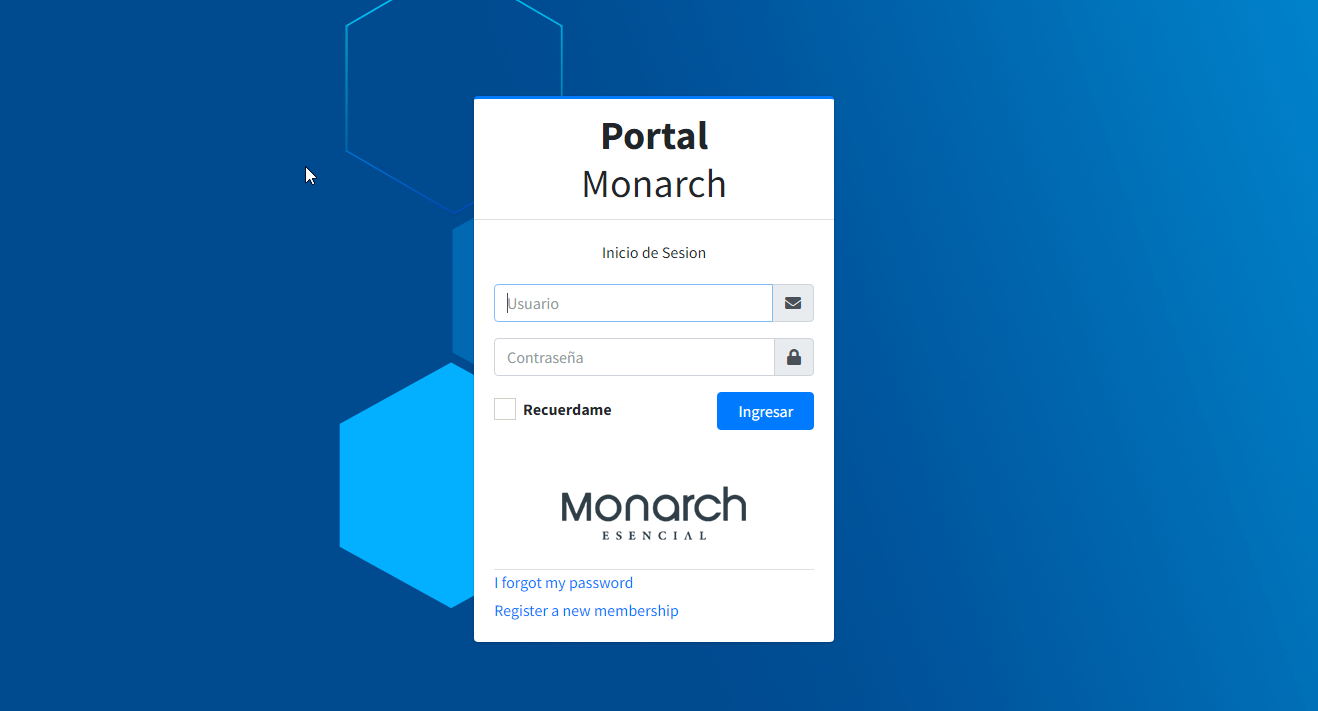 Portal
Monarch
Inicio de Sesion
Usuario
Contraseña
Recuerdame
Ingresar
Monarch
ESENCIAL
I forgot my password
Register a new membership